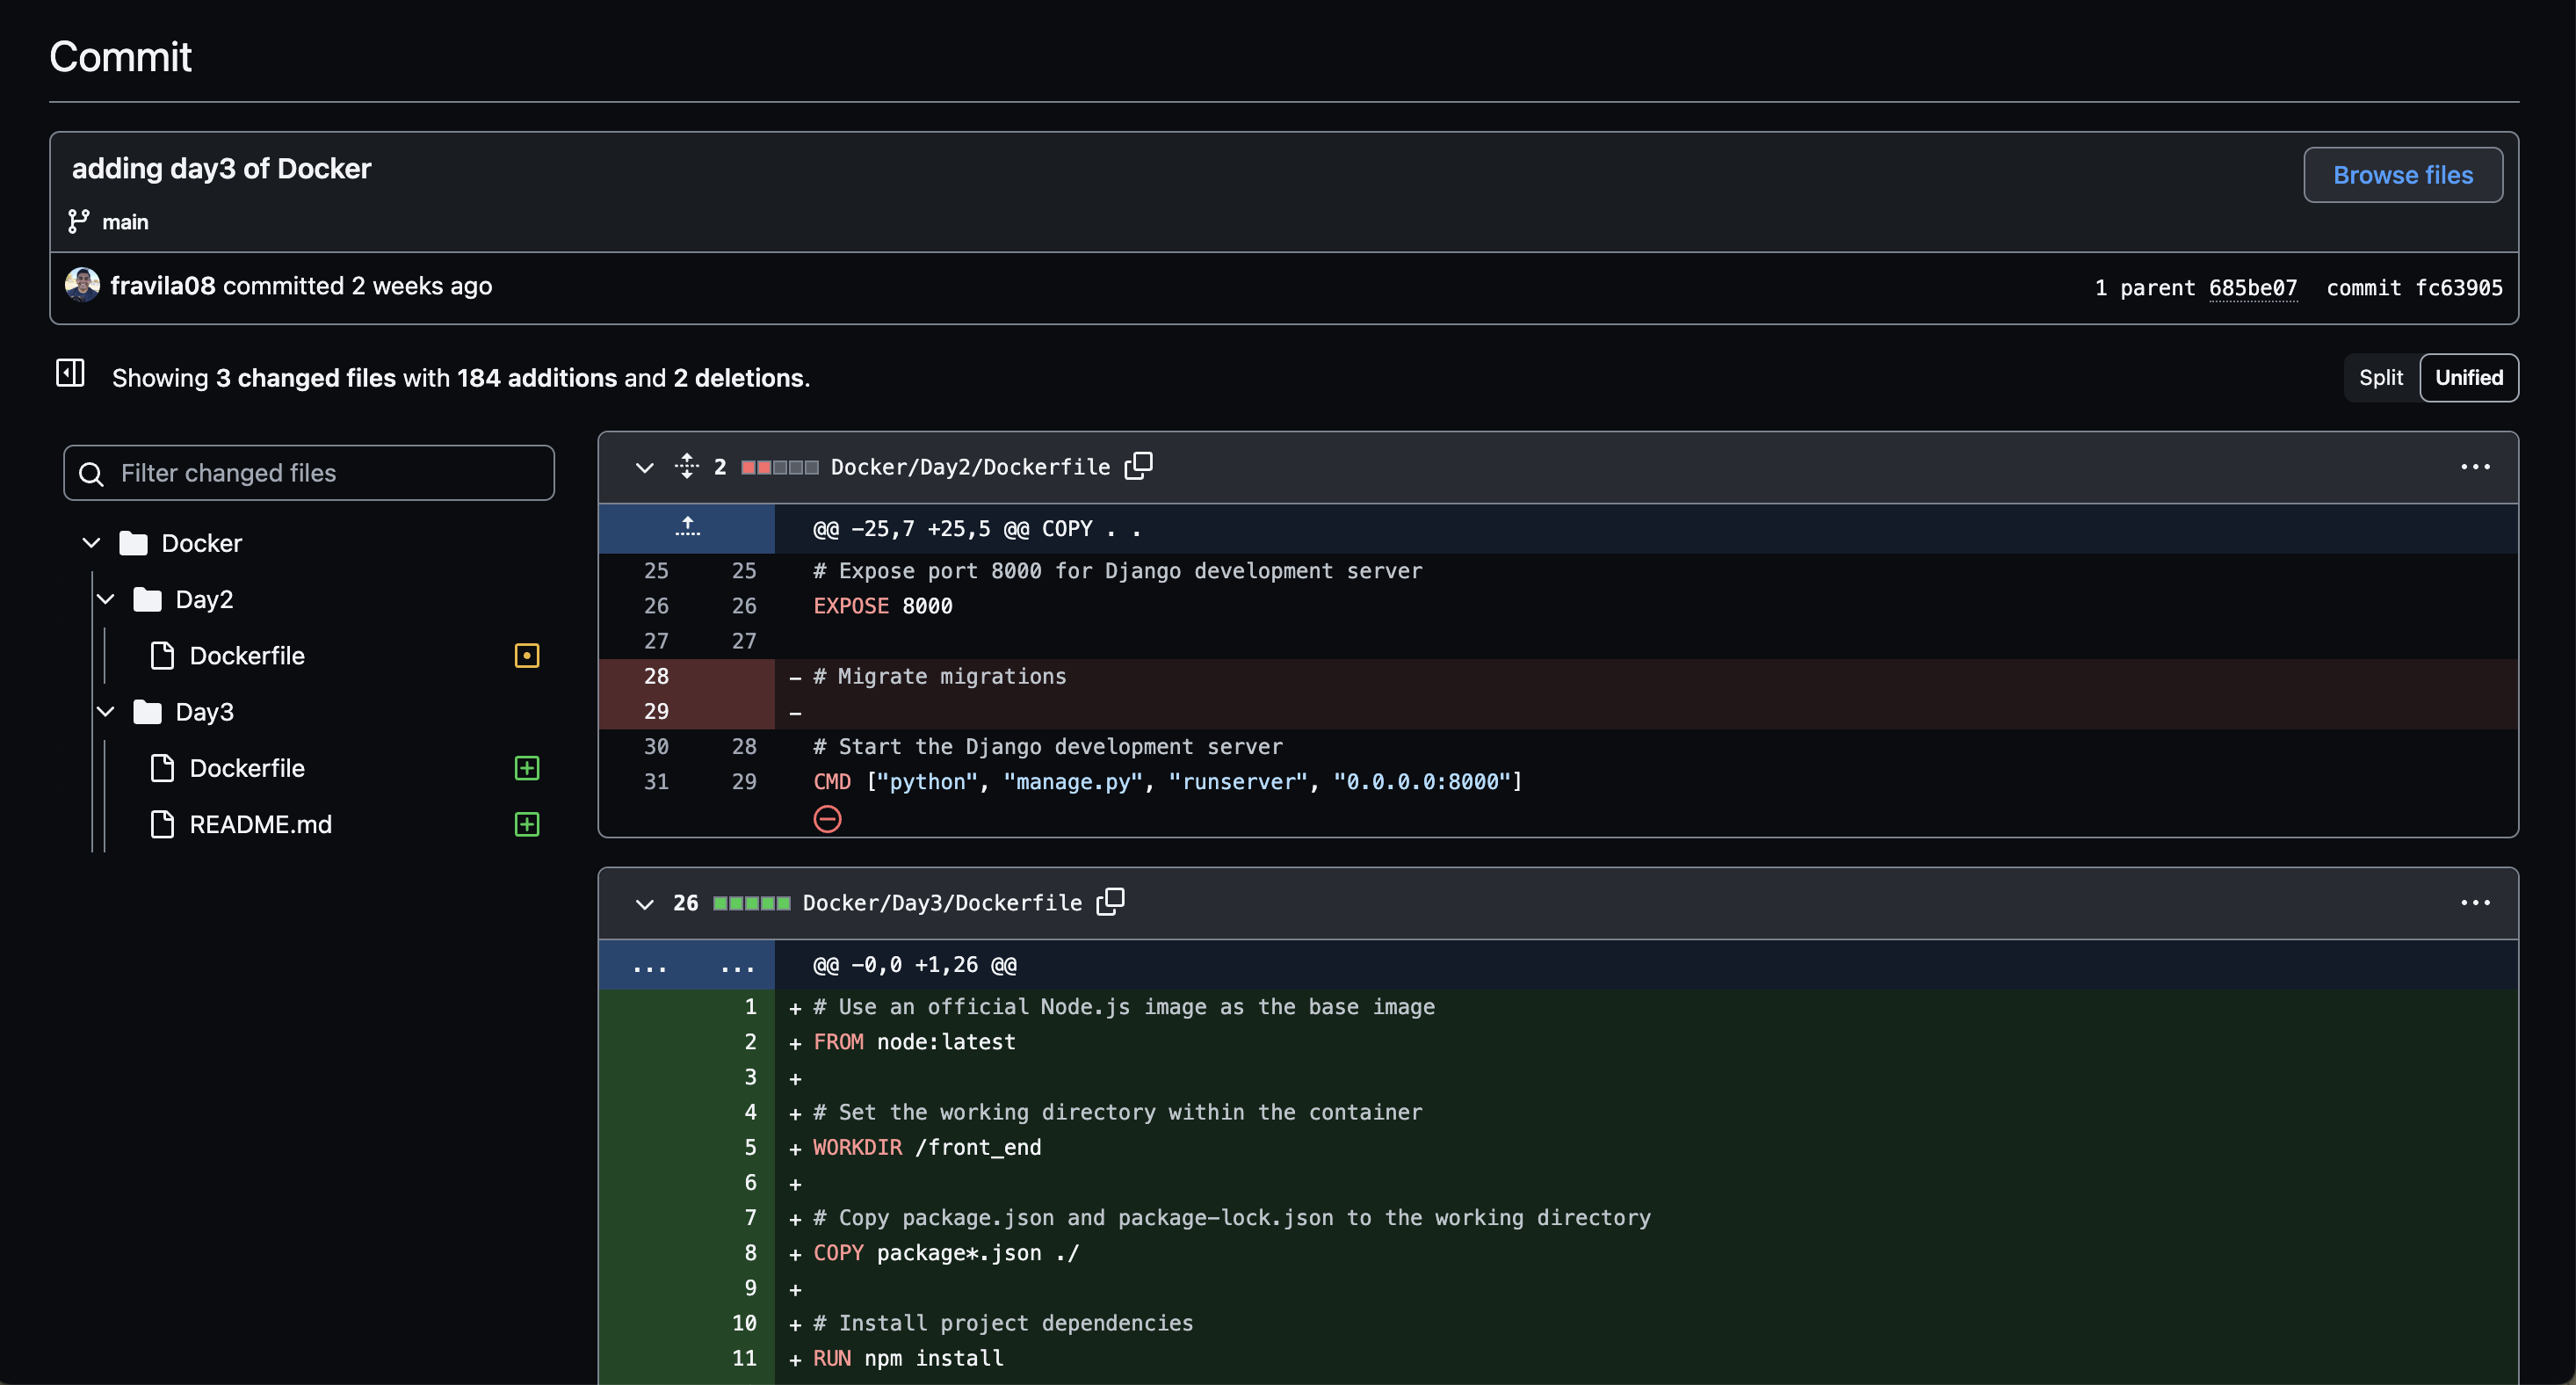 Commit
adding day3 of Docker
Browse files
main
fravila08 committed 2 weeks ago
1 parent 685be07 commit fc63905
Showing 3 changed files with 184 additions and 2 deletions.
Split Unified
Filter changed files
Docker
Day2
Dockerfile
Day3
Dockerfile
README.md
2 Docker/Day2/Dockerfile
@@ -25,7 +25,5 @@ COPY . .
25 25 # Expose port 8000 for Django development server
26 26 EXPOSE 8000
27 27
28 - # Migrate migrations
29 -
30 28 # Start the Django development server
31 29 CMD ["python", "manage.py", "runserver", "0.0.0.0:8000"]
26 Docker/Day3/Dockerfile
... ... @@ -0,0 +1,26 @@
1 + # Use an official Node.js image as the base image
2 + FROM node:latest
3 +
4 + # Set the working directory within the container
5 + WORKDIR /front_end
6 +
7 + # Copy package.json and package-lock.json to the working directory
8 + COPY package*.json ./
9 +
10 + # Install project dependencies
11 + RUN npm install